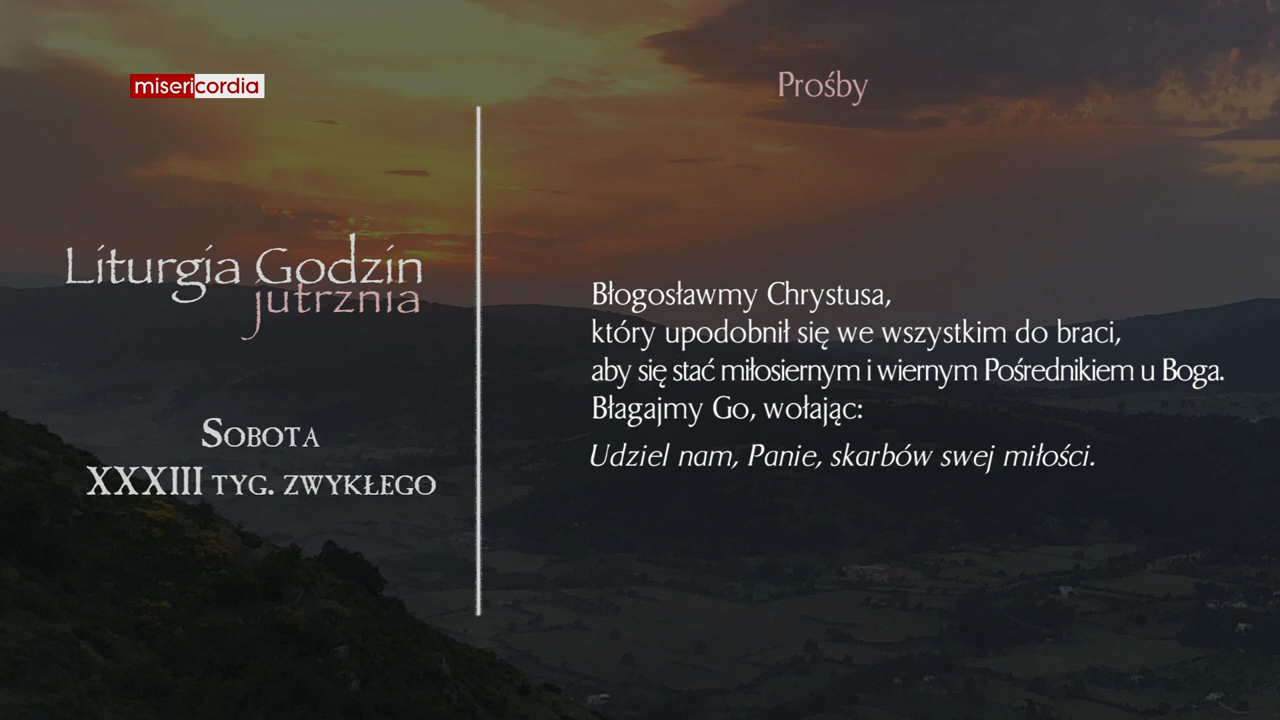 misericordia
Liturgia Godzin
jutrznia
Sobota
XXXIII tyg. zwykłego
Prośby
Błogosławmy Chrystusa,
który upodobnił się we wszystkim do braci,
aby się stać miłosiernym i wiernym Pośrednikiem u Boga.
Błagajmy Go, wołając:
Udziel nam, Panie, skarbów swej miłości.